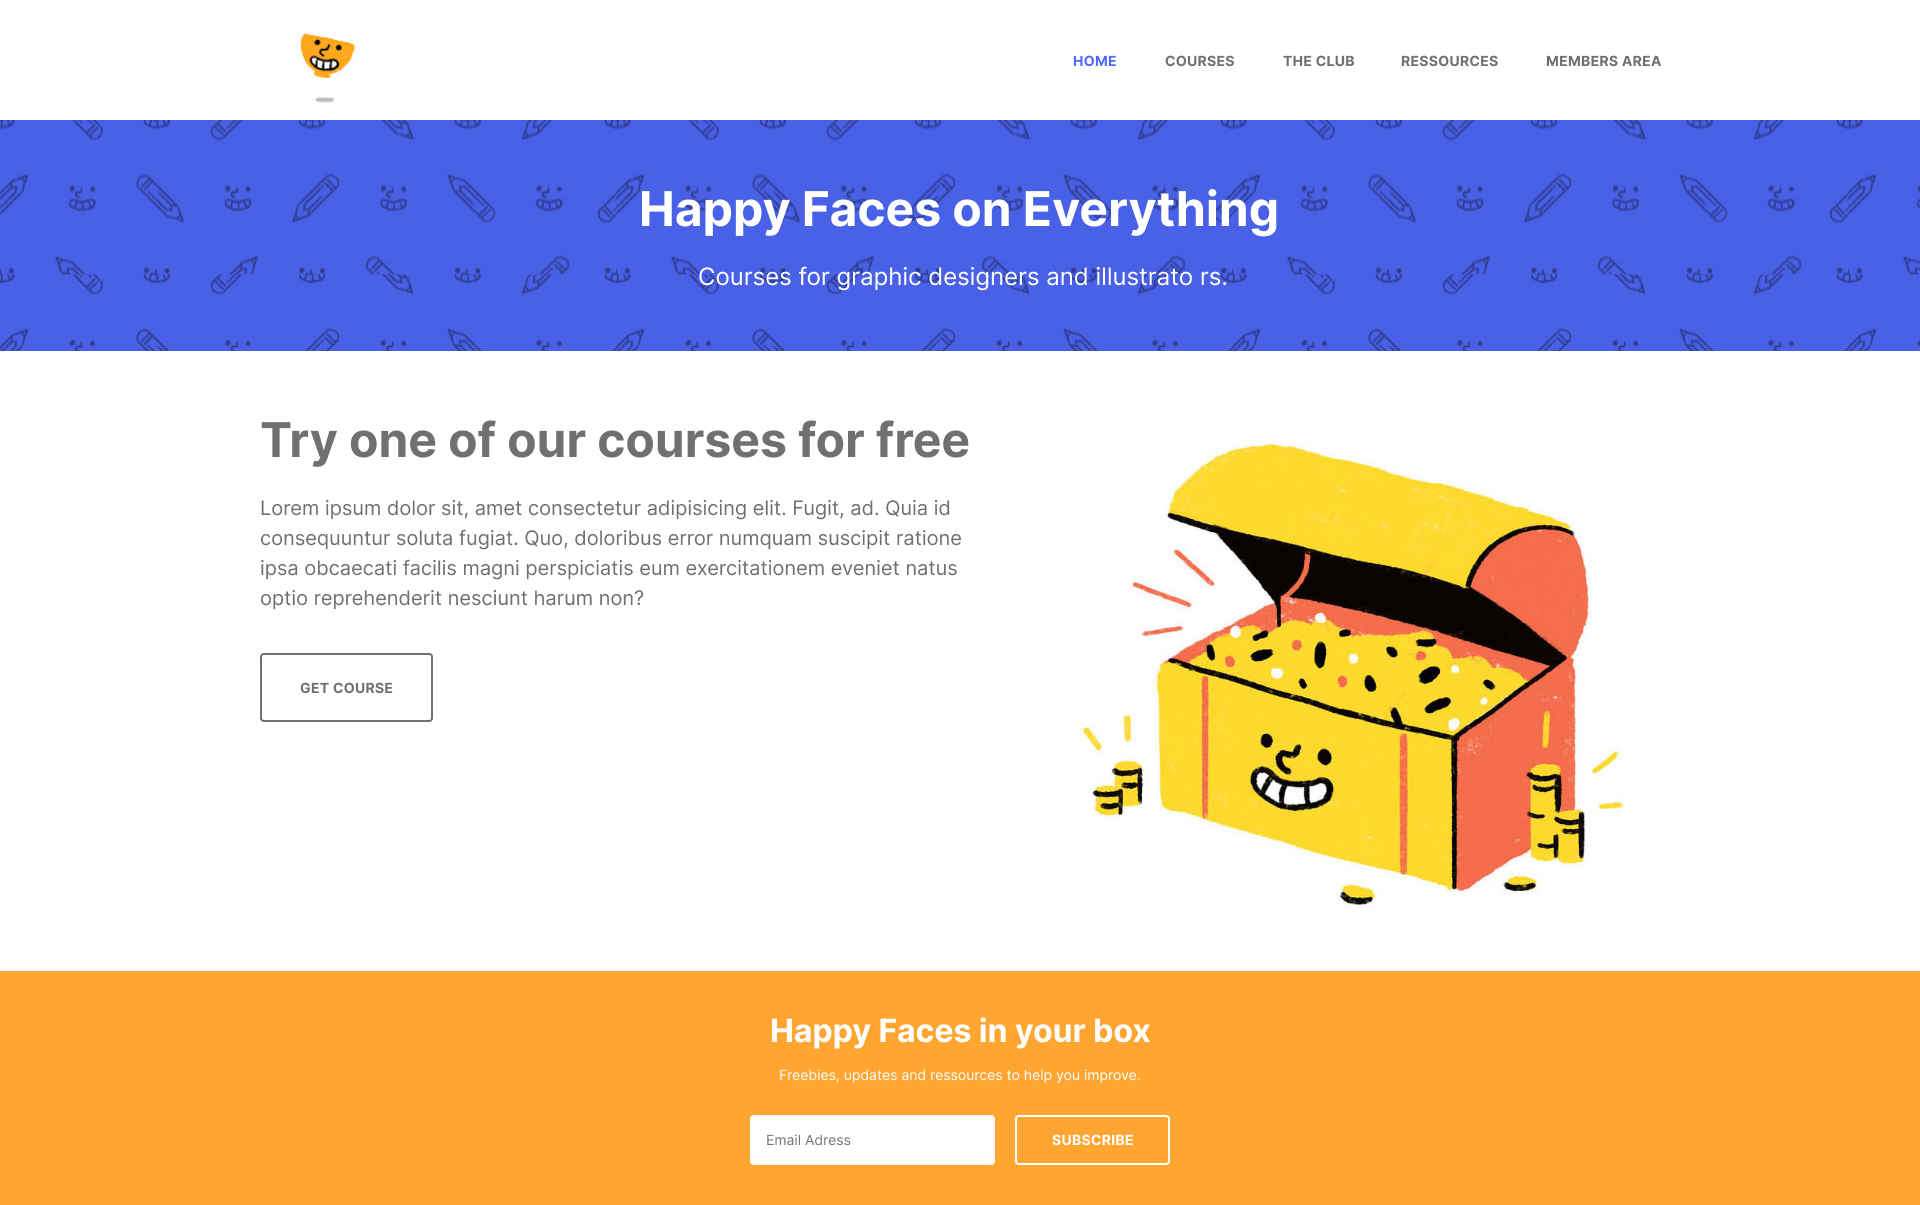 HOME COURSES THE CLUB RESSOURCES MEMBERS AREA
Happy Faces on Everything
Courses for graphic designers and illustrato rs.
Try one of our courses for free
Lorem ipsum dolor sit, amet consectetur adipisicing elit. Fugit, ad. Quia id
consequuntur soluta fugiat. Quo, doloribus error numquam suscipit ratione
ipsa obcaecati facilis magni perspiciatis eum exercitationem eveniet natus
optio reprehenderit nesciunt harum non?
GET COURSE
Happy Faces in your box
Freebies, updates and ressources to help you improve.
Email Adress
SUBSCRIBE